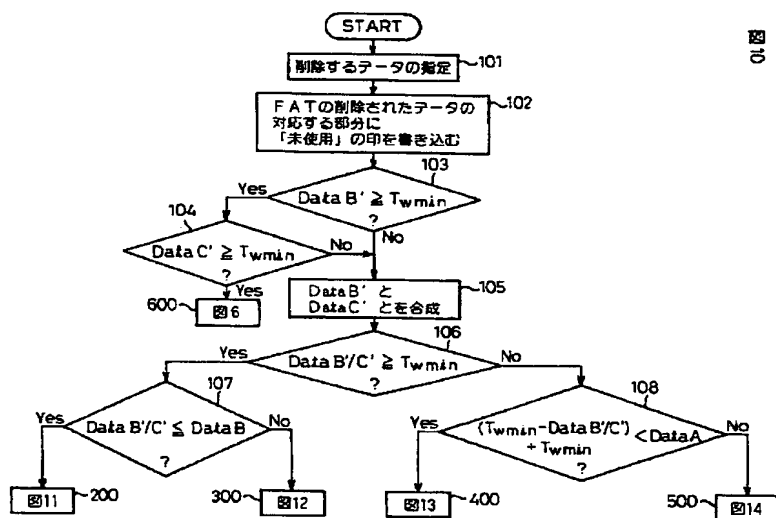 図10
START
削除するデータの指定
101
FATの削除されたデータの
対応する部分に
「未使用」の印を書き込む
102
103
Yes
Data B' ≧ Twmin
?
No
104
Data C' ≧ Twmin
?
No
Yes
600
図6
Data B' と
Data C' とを合成
105
106
Yes
Data B'/C' ≧ Twmin
?
No
107
Yes
Data B'/C' ≦ Data B
?
No
108
Yes
(Twmin-Data B'/C')
+ Twmin
< Data A
?
No
図11
200
300
図12
図13
400
500
図14